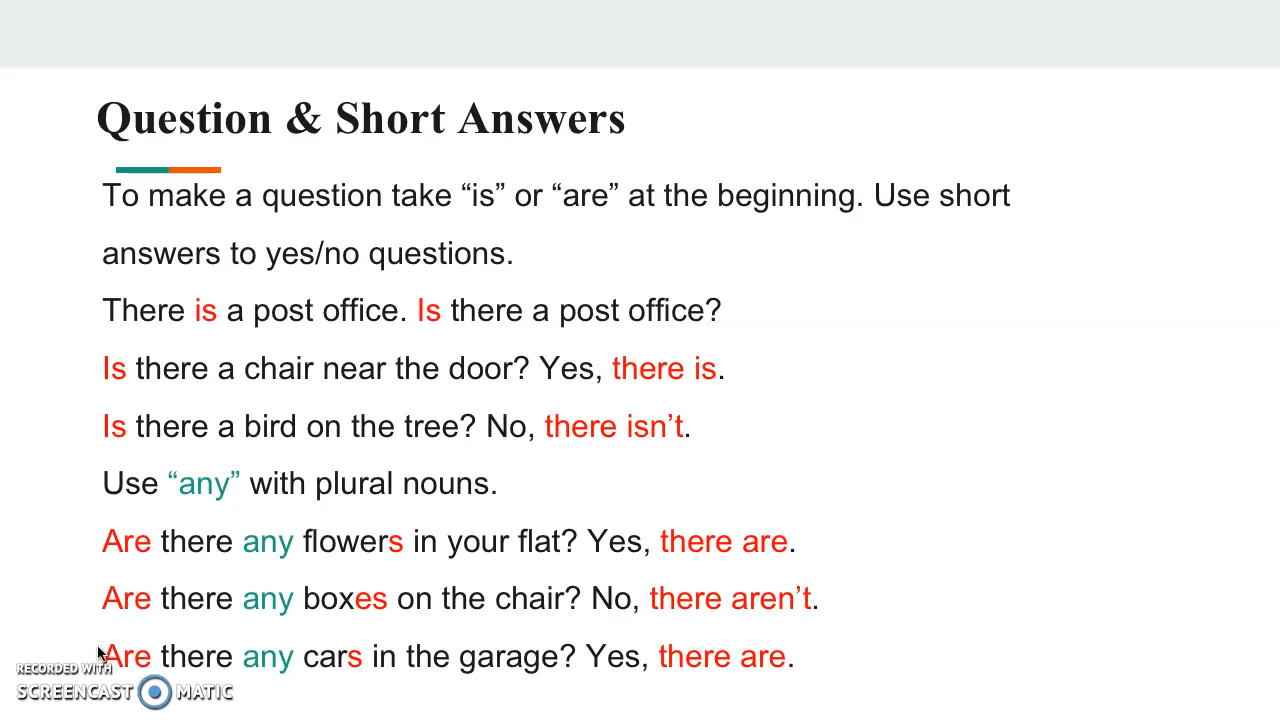 Question & Short Answers
To make a question take “is” or “are” at the beginning. Use short
answers to yes/no questions.
There is a post office. Is there a post office?
Is there a chair near the door? Yes, there is.
Is there a bird on the tree? No, there isn’t.
Use “any” with plural nouns.
Are there any flowers in your flat? Yes, there are.
Are there any boxes on the chair? No, there aren’t.
Are there any cars in the garage? Yes, there are.
RECORDED WITH
SCREENCAST MATIC